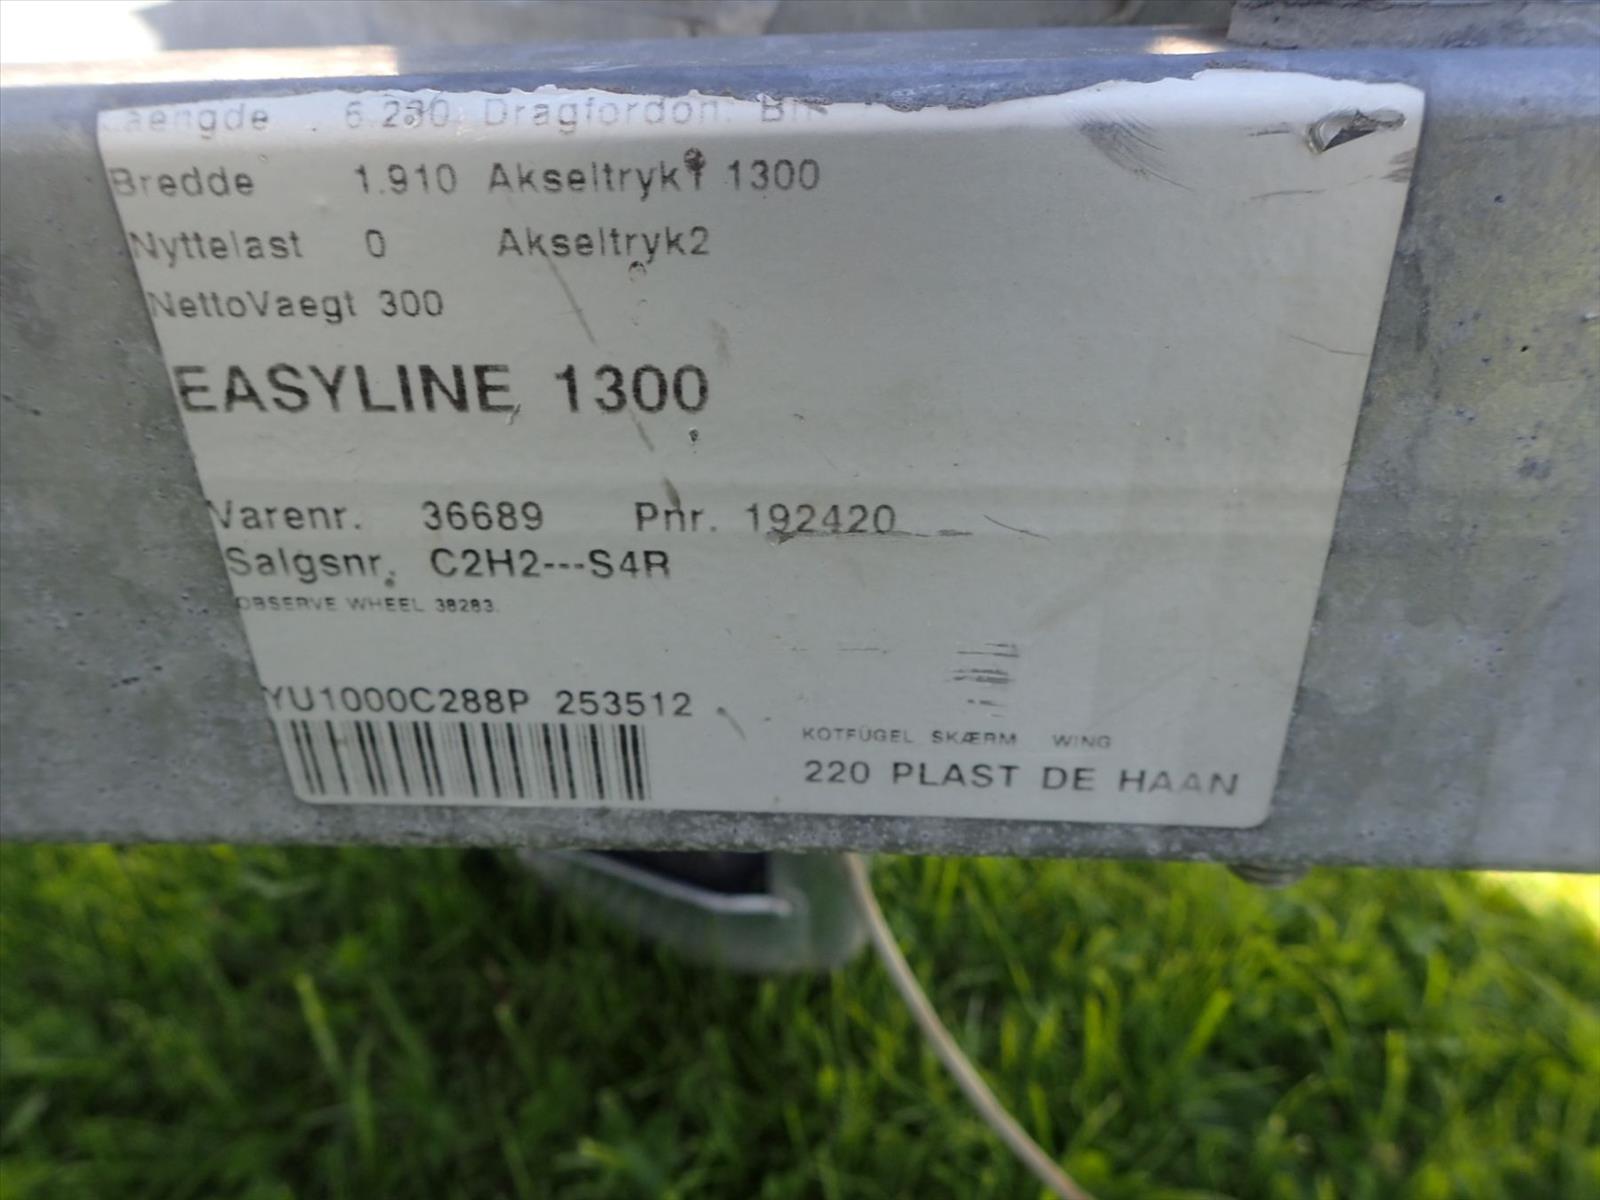 Laengde 6.280 Dragfordon:
Bredde 1.910 Akseltryk1 1300
Nyttelast 0 Akseltryk2
NettoVaegt 300
EASYLINE 1300
Varenr. 36689 Pnr. 192420
Salgsnr. C2H2---S4R
OBSERVE WHEEL 38283.
YU1000C288P 253512
KOTFÜGEL SKÆRM WING
220 PLAST DE HAAN